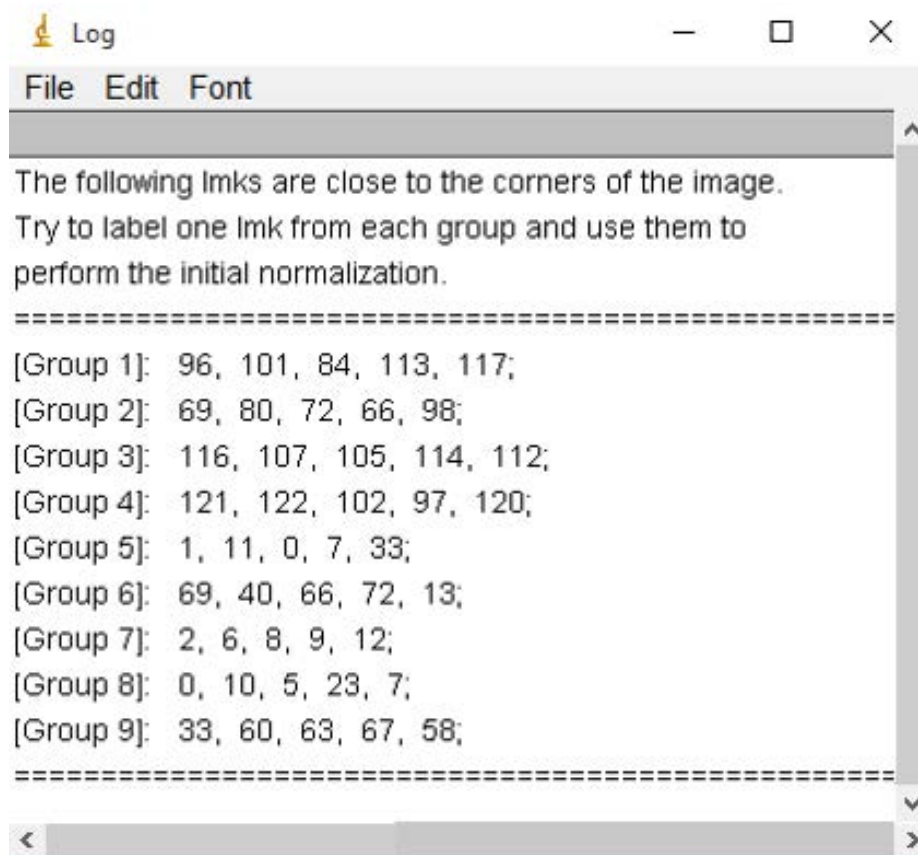 Log
File Edit Font
The following lmks are close to the corners of the image.
Try to label one lmk from each group and use them to
perform the initial normalization.
===================================================
[Group 1]: 96, 101, 84, 113, 117;
[Group 2]: 69, 80, 72, 66, 98;
[Group 3]: 116, 107, 105, 114, 112;
[Group 4]: 121, 122, 102, 97, 120;
[Group 5]: 1, 11, 0, 7, 33;
[Group 6]: 69, 40, 66, 72, 13;
[Group 7]: 2, 6, 8, 9, 12;
[Group 8]: 0, 10, 5, 23, 7;
[Group 9]: 33, 60, 63, 67, 58;
===================================================